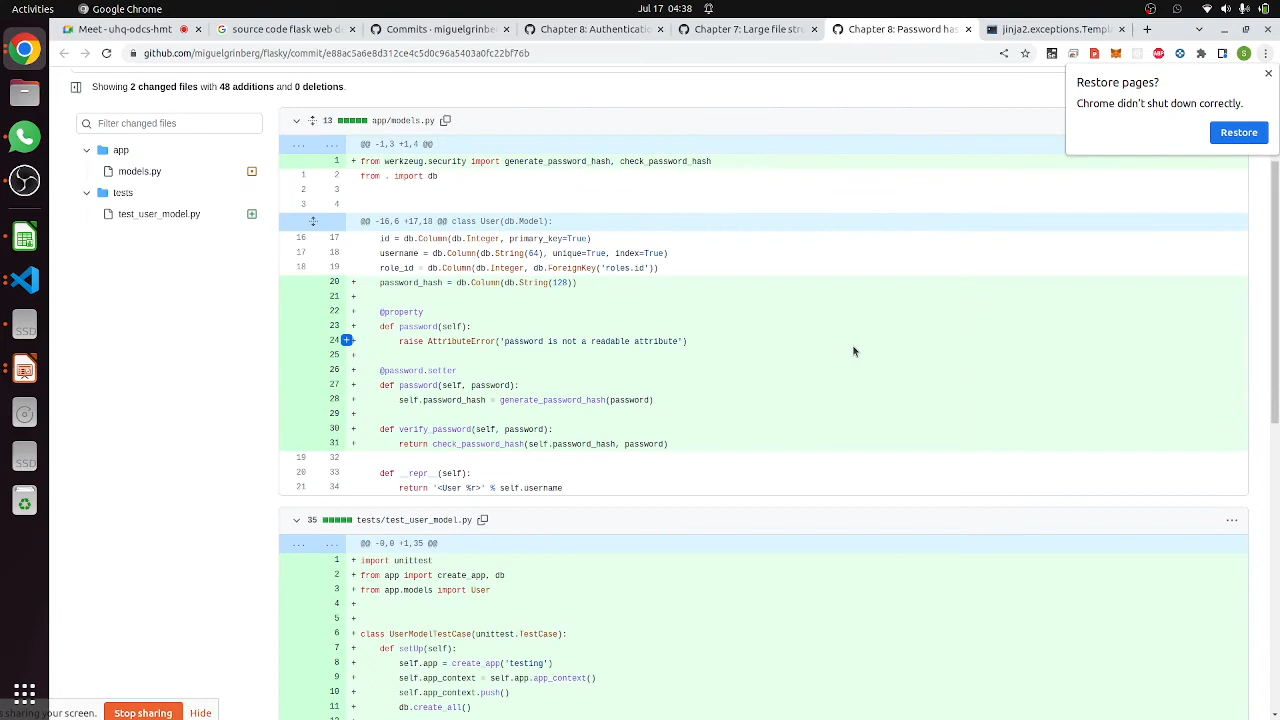 Activities
Google Chrome
Jul 17 04:38
Meet - uhq-odcs-hmt
source code flask web d
Commits · miguelgrinbe
Chapter 8: Authenticatio
Chapter 7: Large file stru
Chapter 8: Password has
jinja2.exceptions.Templ
github.com/miguelgrinberg/flasky/commit/e88ac5a6e8d312ce4c5d0c96a5403a0fc22bf76b
ABP
S
Showing 2 changed files with 48 additions and 0 deletions.
Restore pages?
Chrome didn't shut down correctly.
Restore
Filter changed files
app
models.py
tests
test_user_model.py
13 app/models.py
... ... @@ -1,3 +1,4 @@
1 + from werkzeug.security import generate_password_hash, check_password_hash
1 2 from . import db
2 3
3 4
@@ -16,6 +17,18 @@ class User(db.Model):
16 17 id = db.Column(db.Integer, primary_key=True)
17 18 username = db.Column(db.String(64), unique=True, index=True)
18 19 role_id = db.Column(db.Integer, db.ForeignKey('roles.id'))
20 + password_hash = db.Column(db.String(128))
21 +
22 + @property
23 + def password(self):
24 + raise AttributeError('password is not a readable attribute')
25 +
26 + @password.setter
27 + def password(self, password):
28 + self.password_hash = generate_password_hash(password)
29 +
30 + def verify_password(self, password):
31 + return check_password_hash(self.password_hash, password)
19 32
20 33 def __repr__(self):
21 34 return '<User %r>' % self.username
35 tests/test_user_model.py
... ... @@ -0,0 +1,35 @@
1 + import unittest
2 + from app import create_app, db
3 + from app.models import User
4 +
5 +
6 + class UserModelTestCase(unittest.TestCase):
7 + def setUp(self):
8 + self.app = create_app('testing')
9 + self.app_context = self.app.app_context()
10 + self.app_context.push()
11 + db.create_all()
SSD
SSD
s sharing your screen.
Stop sharing
Hide